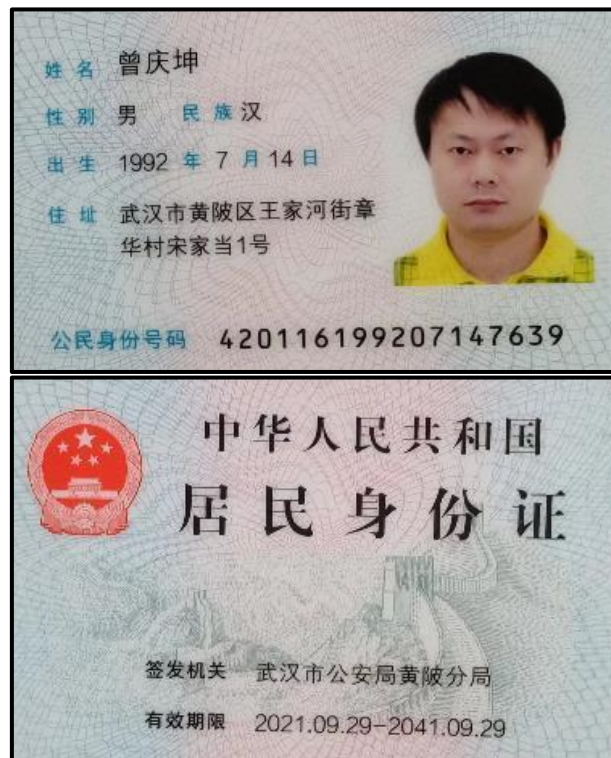 姓名 曾庆坤
性别 男 民族 汉
出生 1992 年 7 月 14 日
住址 武汉市黄陂区王家河街章
华村宋家当1号
公民身份号码 420116199207147639
中华人民共和国
居民身份证
签发机关 武汉市公安局黄陂分局
有效期限 2021.09.29-2041.09.29